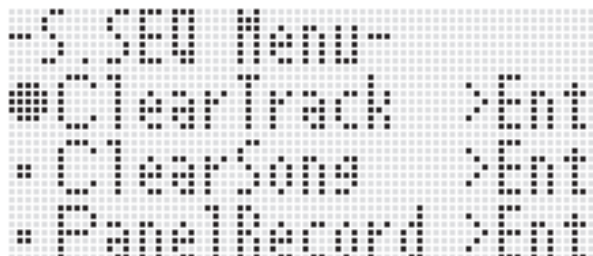 -S.SEQ Menu-
●ClearTrack >Ent
▪ClearSong >Ent
▪PanelRecord >Ent